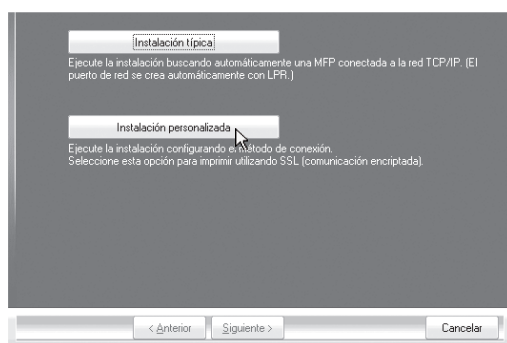 Instalación típica
Ejecute la instalación buscando automáticamente una MFP conectada a la red TCP/IP. (El
puerto de red se crea automáticamente con LPR.)
Instalación personalizada
Ejecute la instalación configurando el método de conexión.
Seleccione esta opción para imprimir utilizando SSL (comunicación encriptada).
< Anterior Siguiente > Cancelar